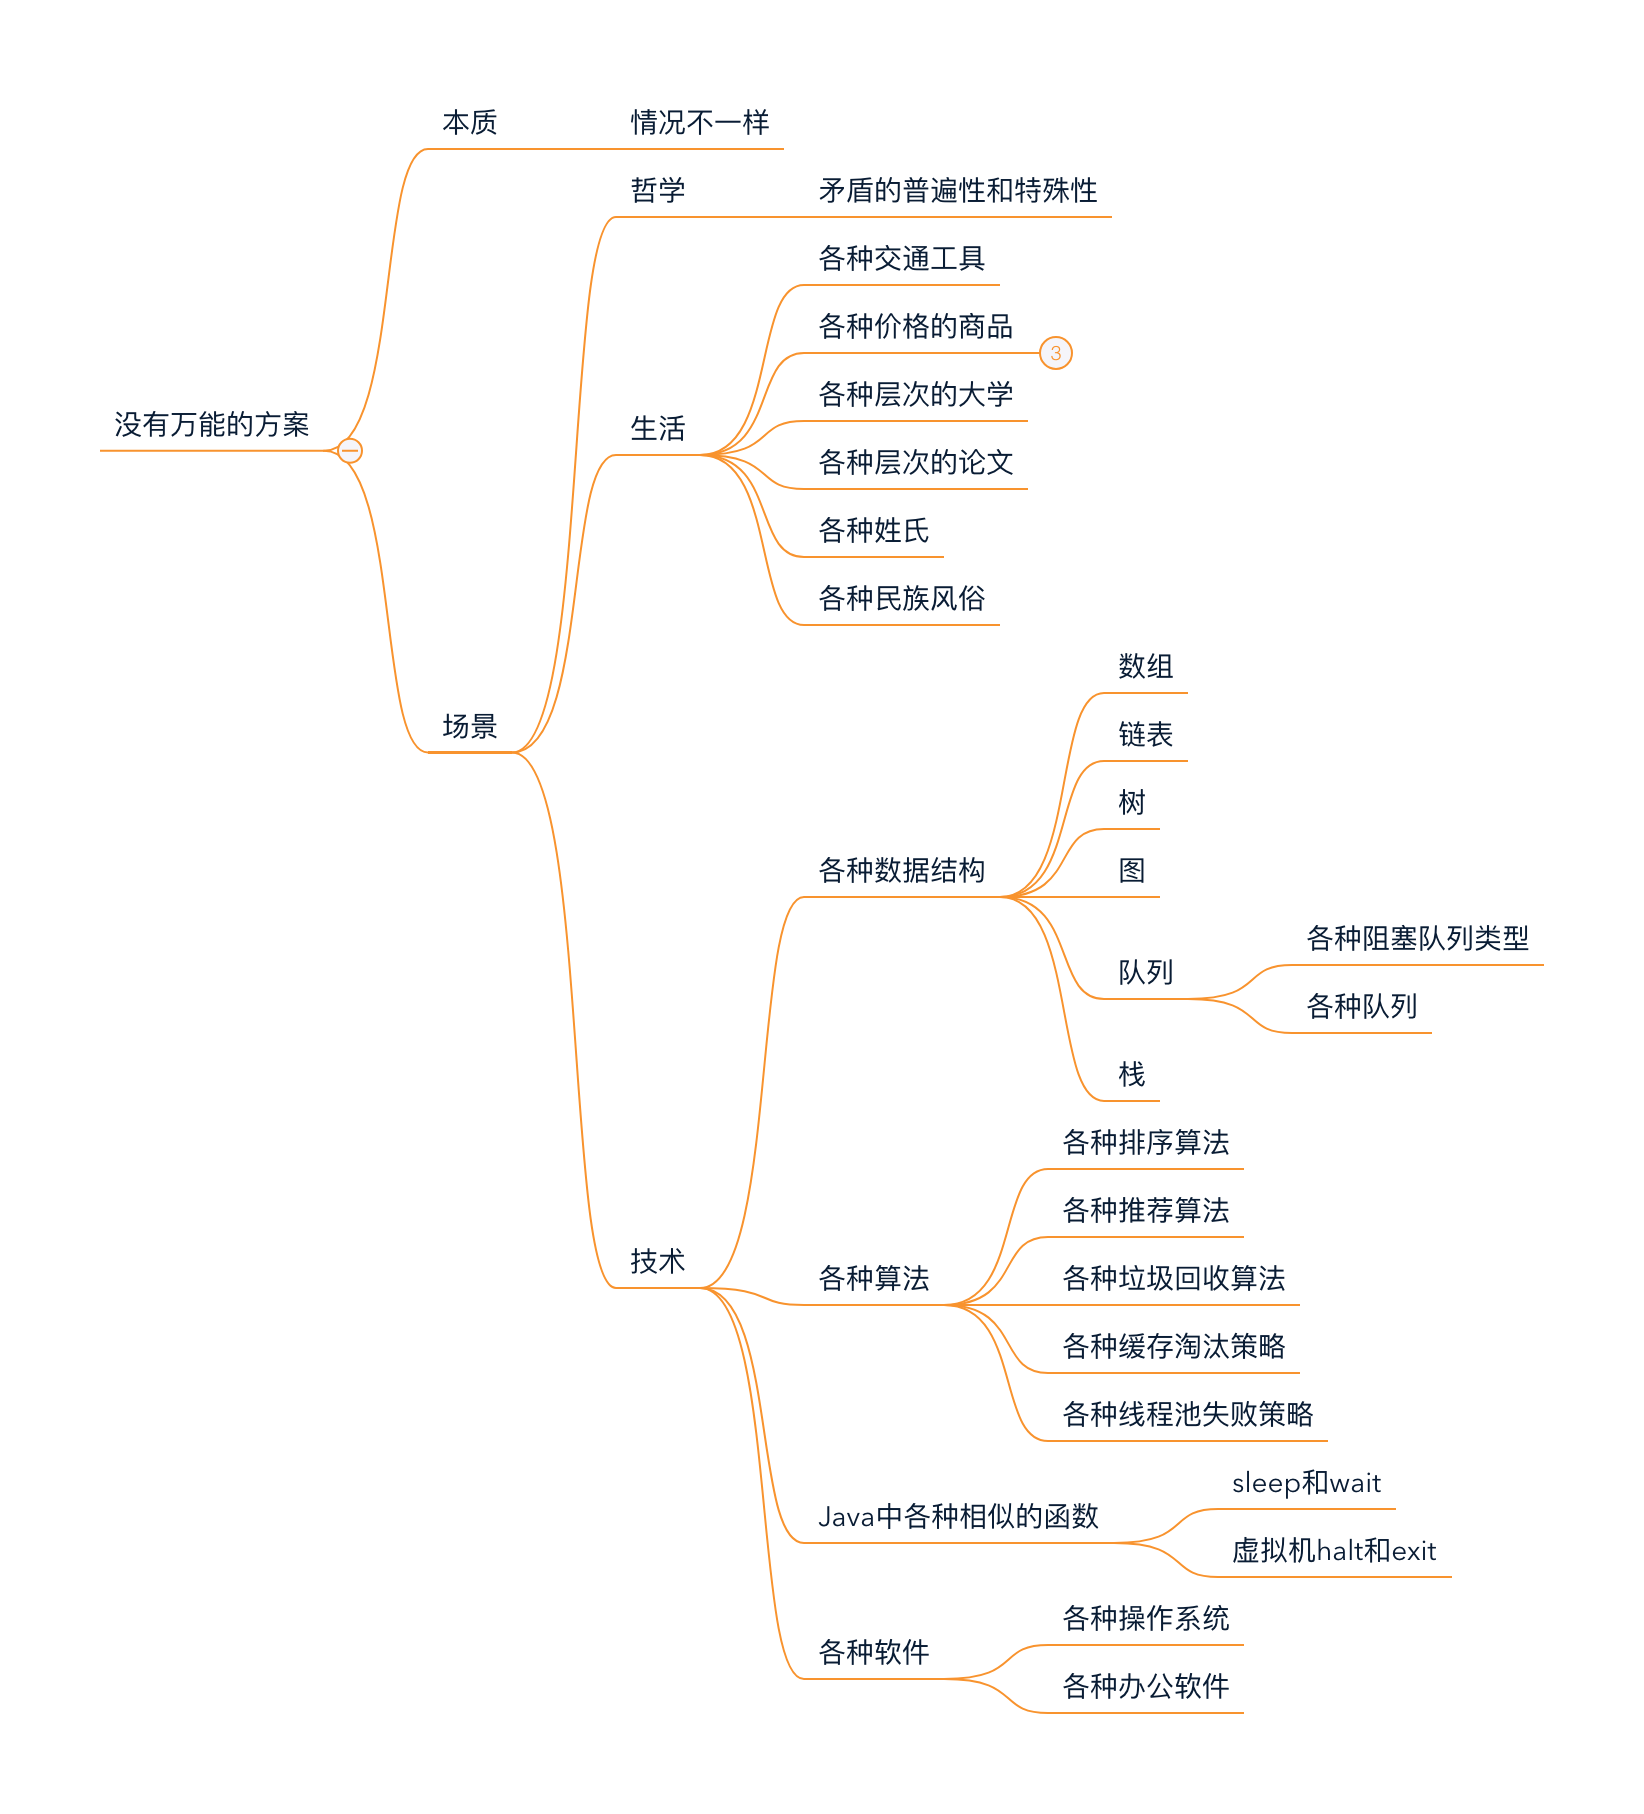 本质
情况不一样
哲学
矛盾的普遍性和特殊性
各种交通工具
各种价格的商品
3
各种层次的大学
没有万能的方案
生活
各种层次的论文
各种姓氏
各种民族风俗
数组
场景
链表
树
各种数据结构
图
各种阻塞队列类型
队列
各种队列
栈
各种排序算法
各种推荐算法
技术
各种算法
各种垃圾回收算法
各种缓存淘汰策略
各种线程池失败策略
sleep和wait
Java中各种相似的函数
虚拟机halt和exit
各种操作系统
各种软件
各种办公软件